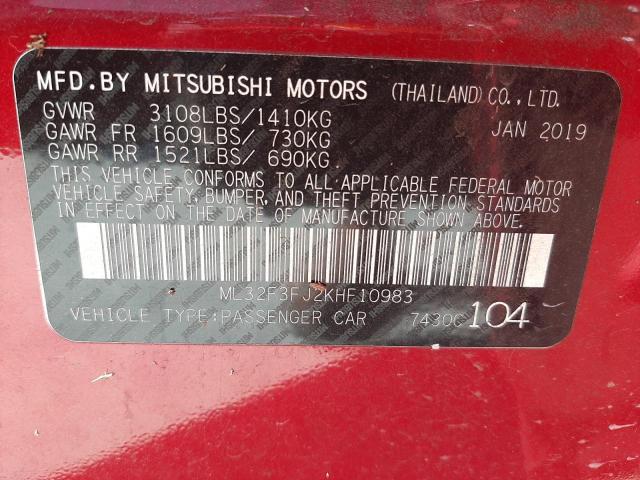 MFD.BY MITSUBISHI MOTORS (THAILAND) CO., LTD.
GVWR 3108LBS/1410KG JAN 2019
GAWR FR 1609LBS/ 730KG
GAWR RR 1521LBS/ 690KG
THIS VEHICLE CONFORMS TO ALL APPLICABLE FEDERAL MOTOR
VEHICLE SAFETY, BUMPER, AND THEFT PREVENTION STANDARDS
IN EFFECT ON THE DATE OF MANUFACTURE SHOWN ABOVE.
ML32F3FJ2KHF10983
VEHICLE TYPE:PASSENGER CAR 7430C 104